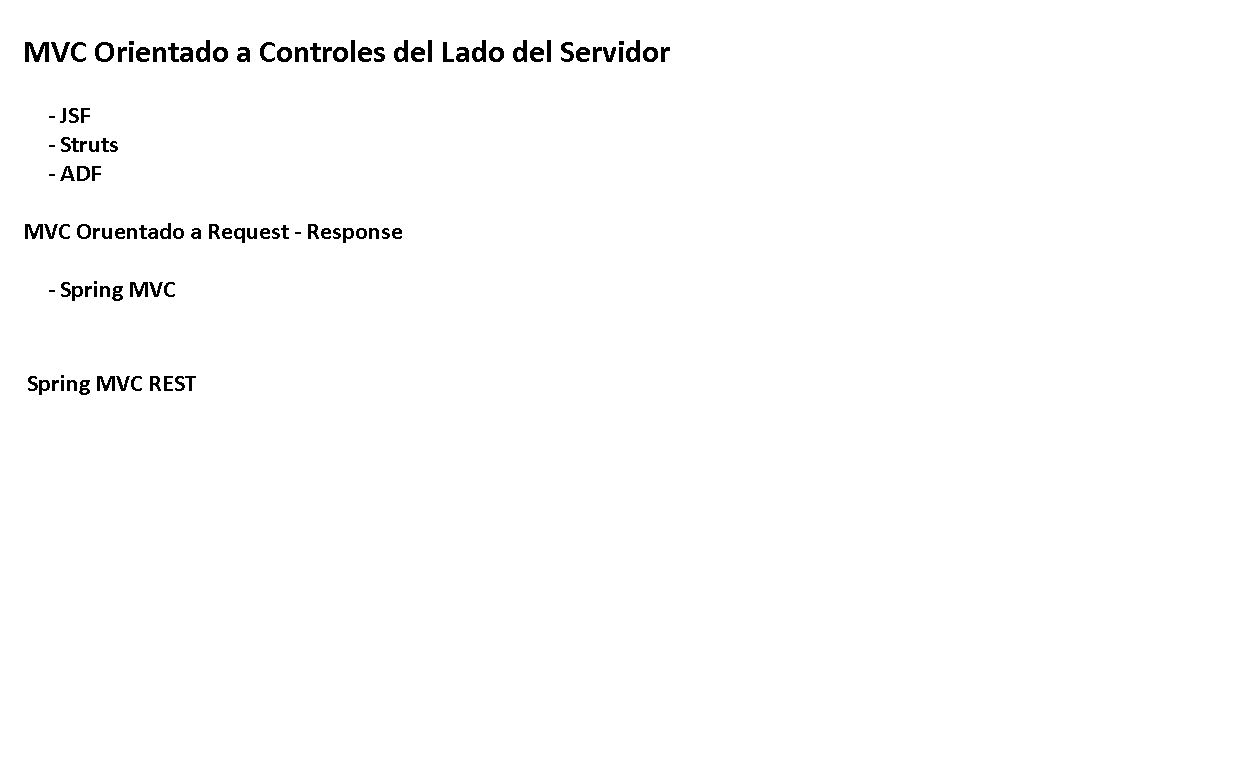 MVC Orientado a Controles del Lado del Servidor
- JSF
- Struts
- ADF
MVC Oruentado a Request - Response
- Spring MVC
Spring MVC REST